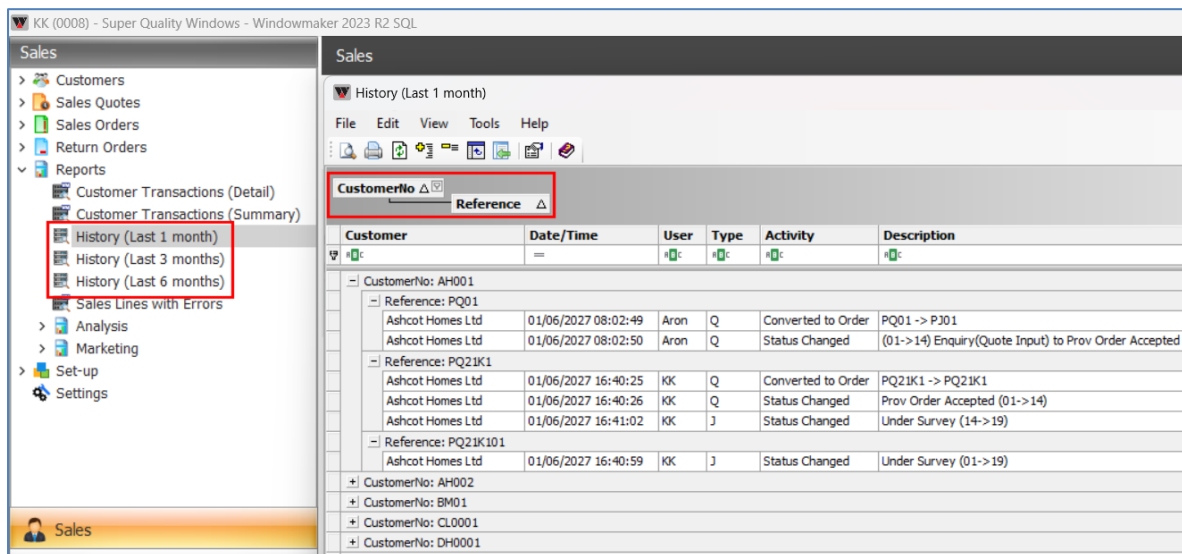 KK (0008) - Super Quality Windows - Windowmaker 2023 R2 SQL
Sales
Customers
Sales Quotes
Sales Orders
Return Orders
Reports
Customer Transactions (Detail)
Customer Transactions (Summary)
History (Last 1 month)
History (Last 3 months)
History (Last 6 months)
Sales Lines with Errors
Analysis
Marketing
Set-up
Settings
Sales
Sales
History (Last 1 month)
File Edit View Tools Help
CustomerNo
Reference
Customer Date/Time User Type Activity Description
CustomerNo: AH001
Reference: PQ01
Ashcot Homes Ltd 01/06/2027 08:02:49 Aron Q Converted to Order PQ01 -> PJ01
Ashcot Homes Ltd 01/06/2027 08:02:50 Aron Q Status Changed (01->14) Enquiry(Quote Input) to Prov Order Accepted
Reference: PQ21K1
Ashcot Homes Ltd 01/06/2027 16:40:25 KK Q Converted to Order PQ21K1 -> PQ21K1
Ashcot Homes Ltd 01/06/2027 16:40:26 KK Q Status Changed Prov Order Accepted (01->14)
Ashcot Homes Ltd 01/06/2027 16:41:02 KK J Status Changed Under Survey (14->19)
Reference: PQ21K101
Ashcot Homes Ltd 01/06/2027 16:40:59 KK J Status Changed Under Survey (01->19)
CustomerNo: AH002
CustomerNo: BM01
CustomerNo: CL0001
CustomerNo: DH0001